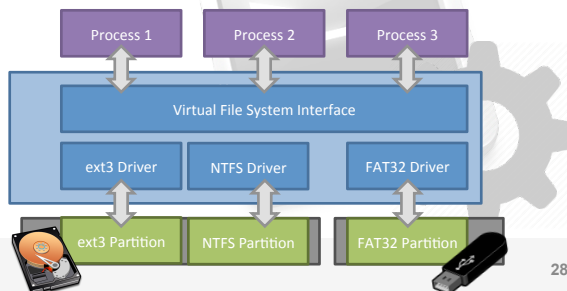 Process 1 Process 2 Process 3
Virtual File System Interface
ext3 Driver NTFS Driver FAT32 Driver
ext3 Partition NTFS Partition FAT32 Partition
28